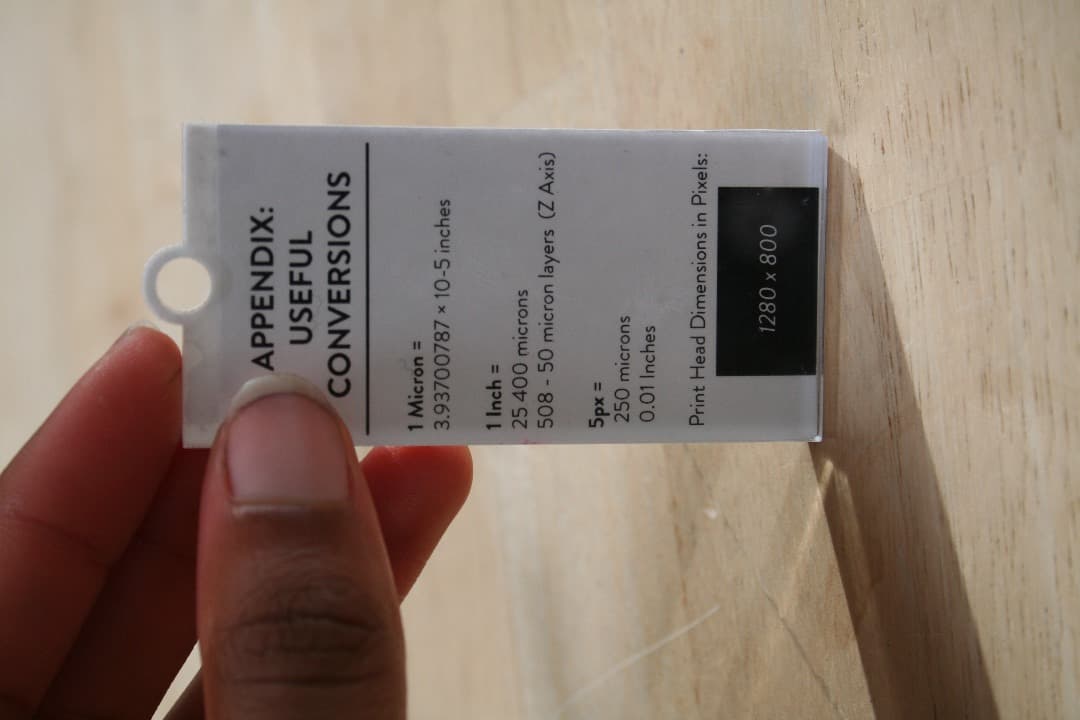 APPENDIX:
USEFUL
CONVERSIONS
1 Micron =
3.93700787 × 10-5 inches
1 Inch =
25 400 microns
508 - 50 micron layers (Z Axis)
5px =
250 microns
0.01 Inches
Print Head Dimensions in Pixels:
1280 x 800